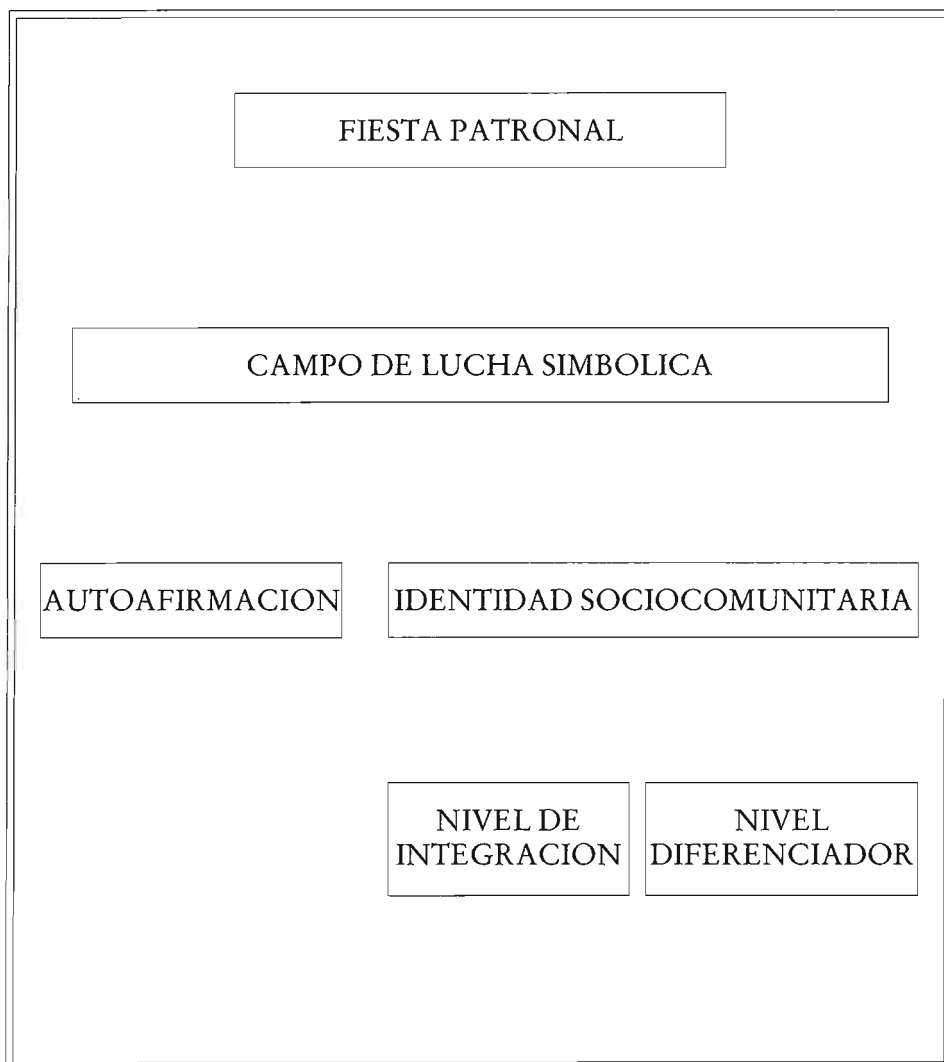 FIESTA PATRONAL
CAMPO DE LUCHA SIMBOLICA
AUTOAFIRMACION
IDENTIDAD SOCIOCOMUNITARIA
NIVEL DE
INTEGRACION
NIVEL
DIFERENCIADOR